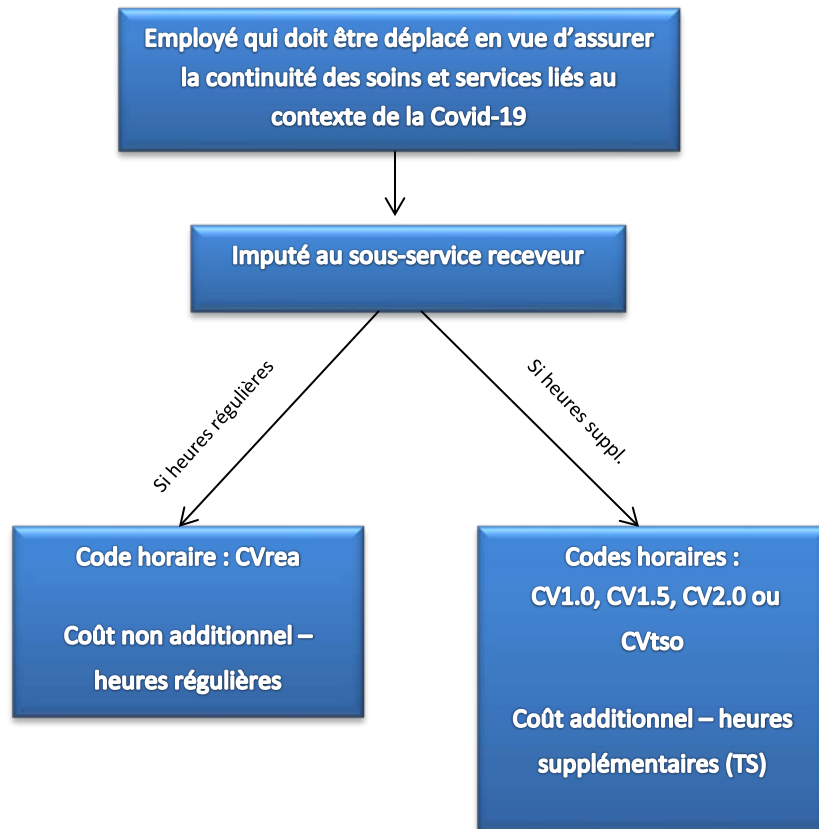 Employé qui doit être déplacé en vue d'assurer
la continuité des soins et services liés au
contexte de la Covid-19
Imputé au sous-service receveur
Si heures régulières
Si heures suppl.
Code horaire : CVrea
Coût non additionnel –
heures régulières
Codes horaires :
CV1.0, CV1.5, CV2.0 ou
CVtso
Coût additionnel – heures
supplémentaires (TS)